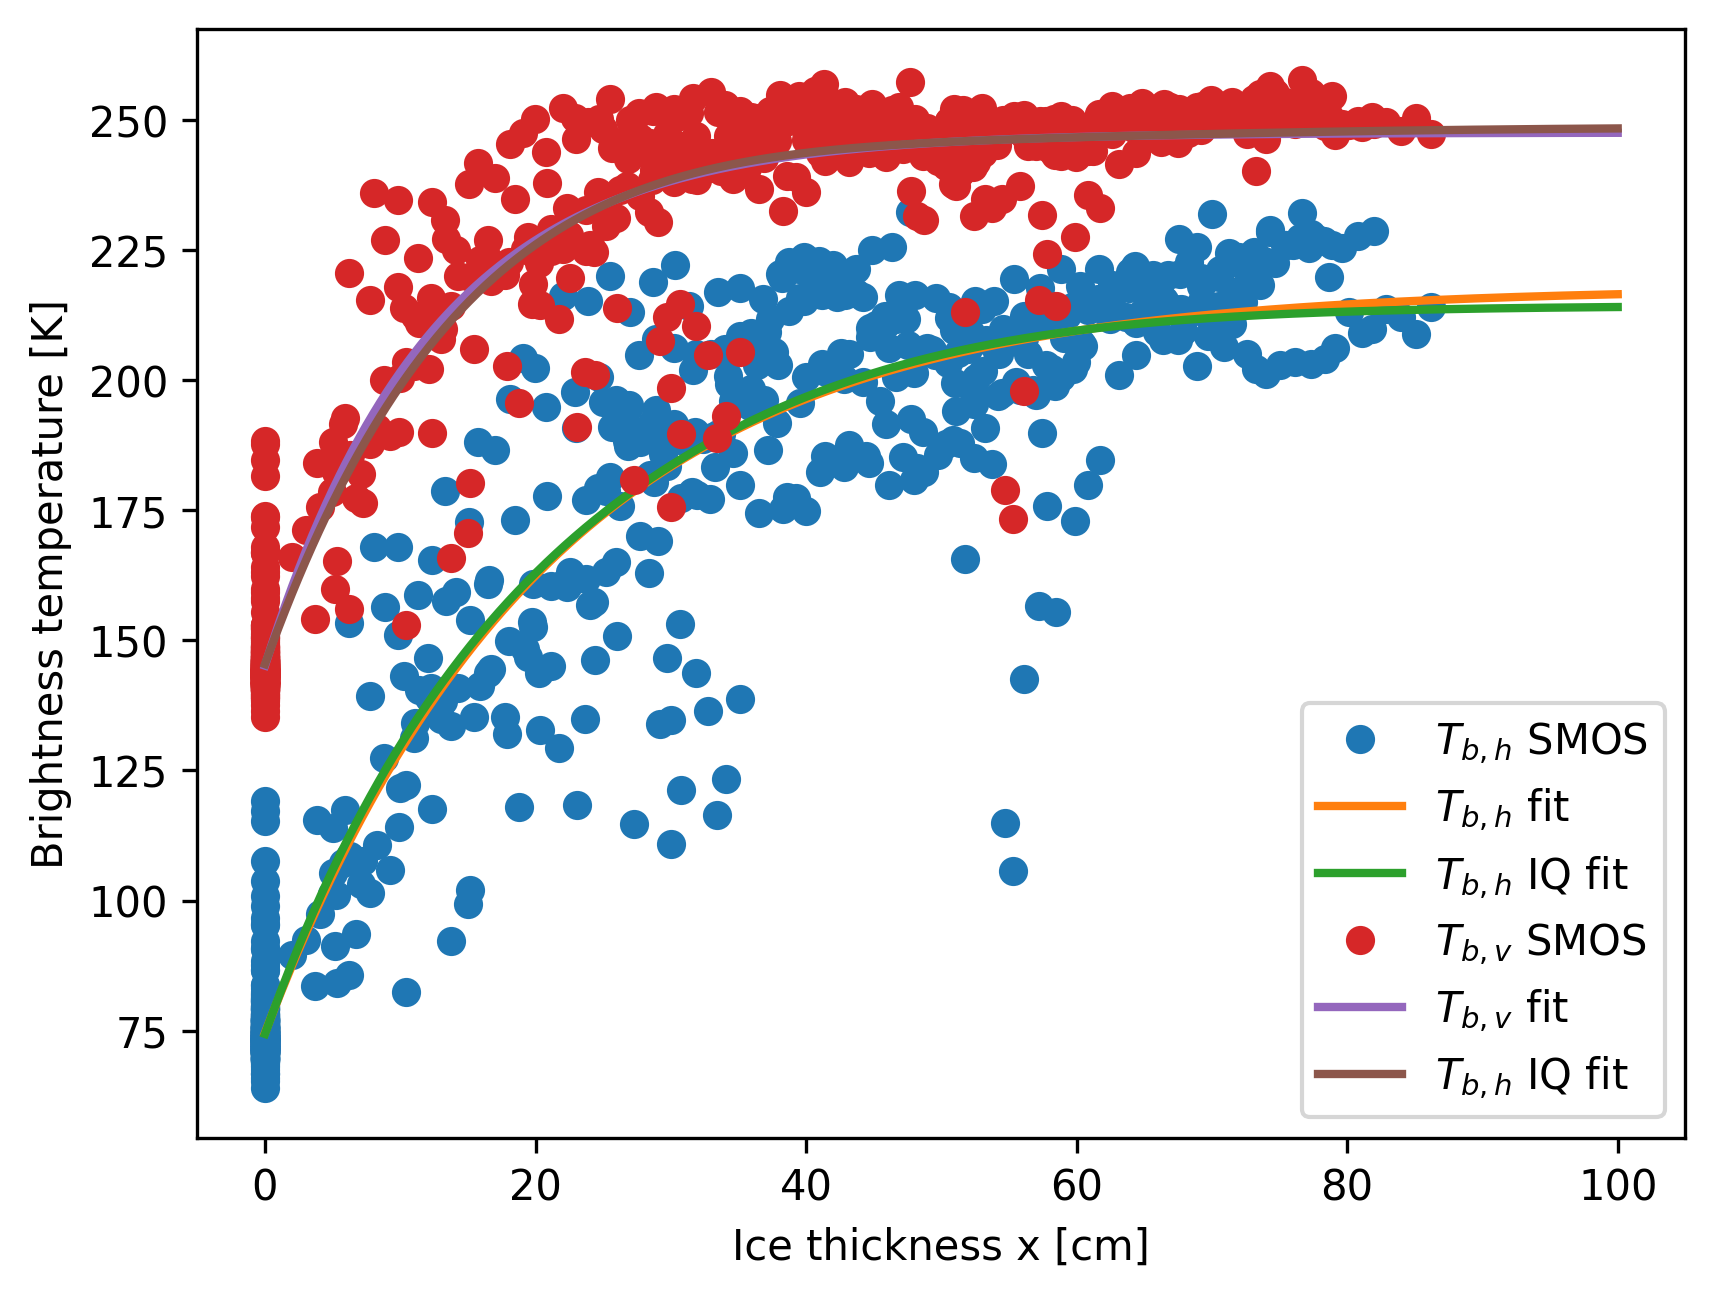 Brightness temperature [K]
250
225
200
175
150
125
100
75
0 20 40 60 80 100
Ice thickness x [cm]
T_{b,h} SMOS
T_{b,h} fit
T_{b,h} IQ fit
T_{b,v} SMOS
T_{b,v} fit
T_{b,h} IQ fit